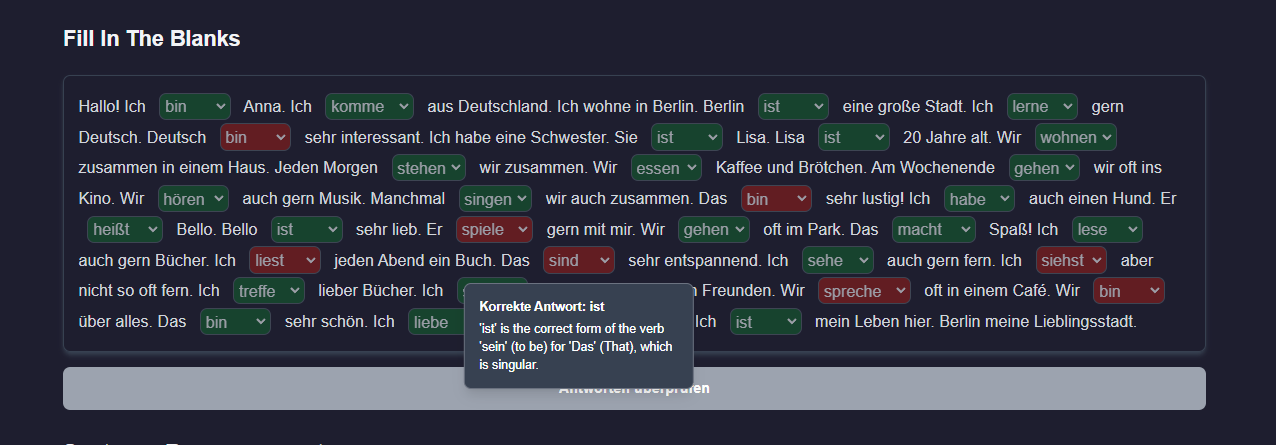 Fill In The Blanks
Hallo! Ich bin Anna. Ich komme aus Deutschland. Ich wohne in Berlin. Berlin ist eine große Stadt. Ich lerne gern
Deutsch. Deutsch bin sehr interessant. Ich habe eine Schwester. Sie ist Lisa. Lisa ist 20 Jahre alt. Wir wohnen
zusammen in einem Haus. Jeden Morgen stehen wir zusammen. Wir essen Kaffee und Brötchen. Am Wochenende gehen wir oft ins
Kino. Wir hören auch gern Musik. Manchmal singen wir auch zusammen. Das bin sehr lustig! Ich habe auch einen Hund. Er
heißt Bello. Bello ist sehr lieb. Er spiele gern mit mir. Wir gehen oft im Park. Das macht Spaß! Ich lese
auch gern Bücher. Ich liest jeden Abend ein Buch. Das sind sehr entspannend. Ich sehe auch gern fern. Ich siehst aber
nicht so oft fern. Ich treffe lieber Bücher. Ich Freunden. Wir spreche oft in einem Café. Wir bin
über alles. Das bin sehr schön. Ich liebe Ich ist mein Leben hier. Berlin meine Lieblingsstadt.
Korrekte Antwort: ist
'ist' is the correct form of the verb
'sein' (to be) for 'Das' (That), which
is singular.
Antworten überprüfen